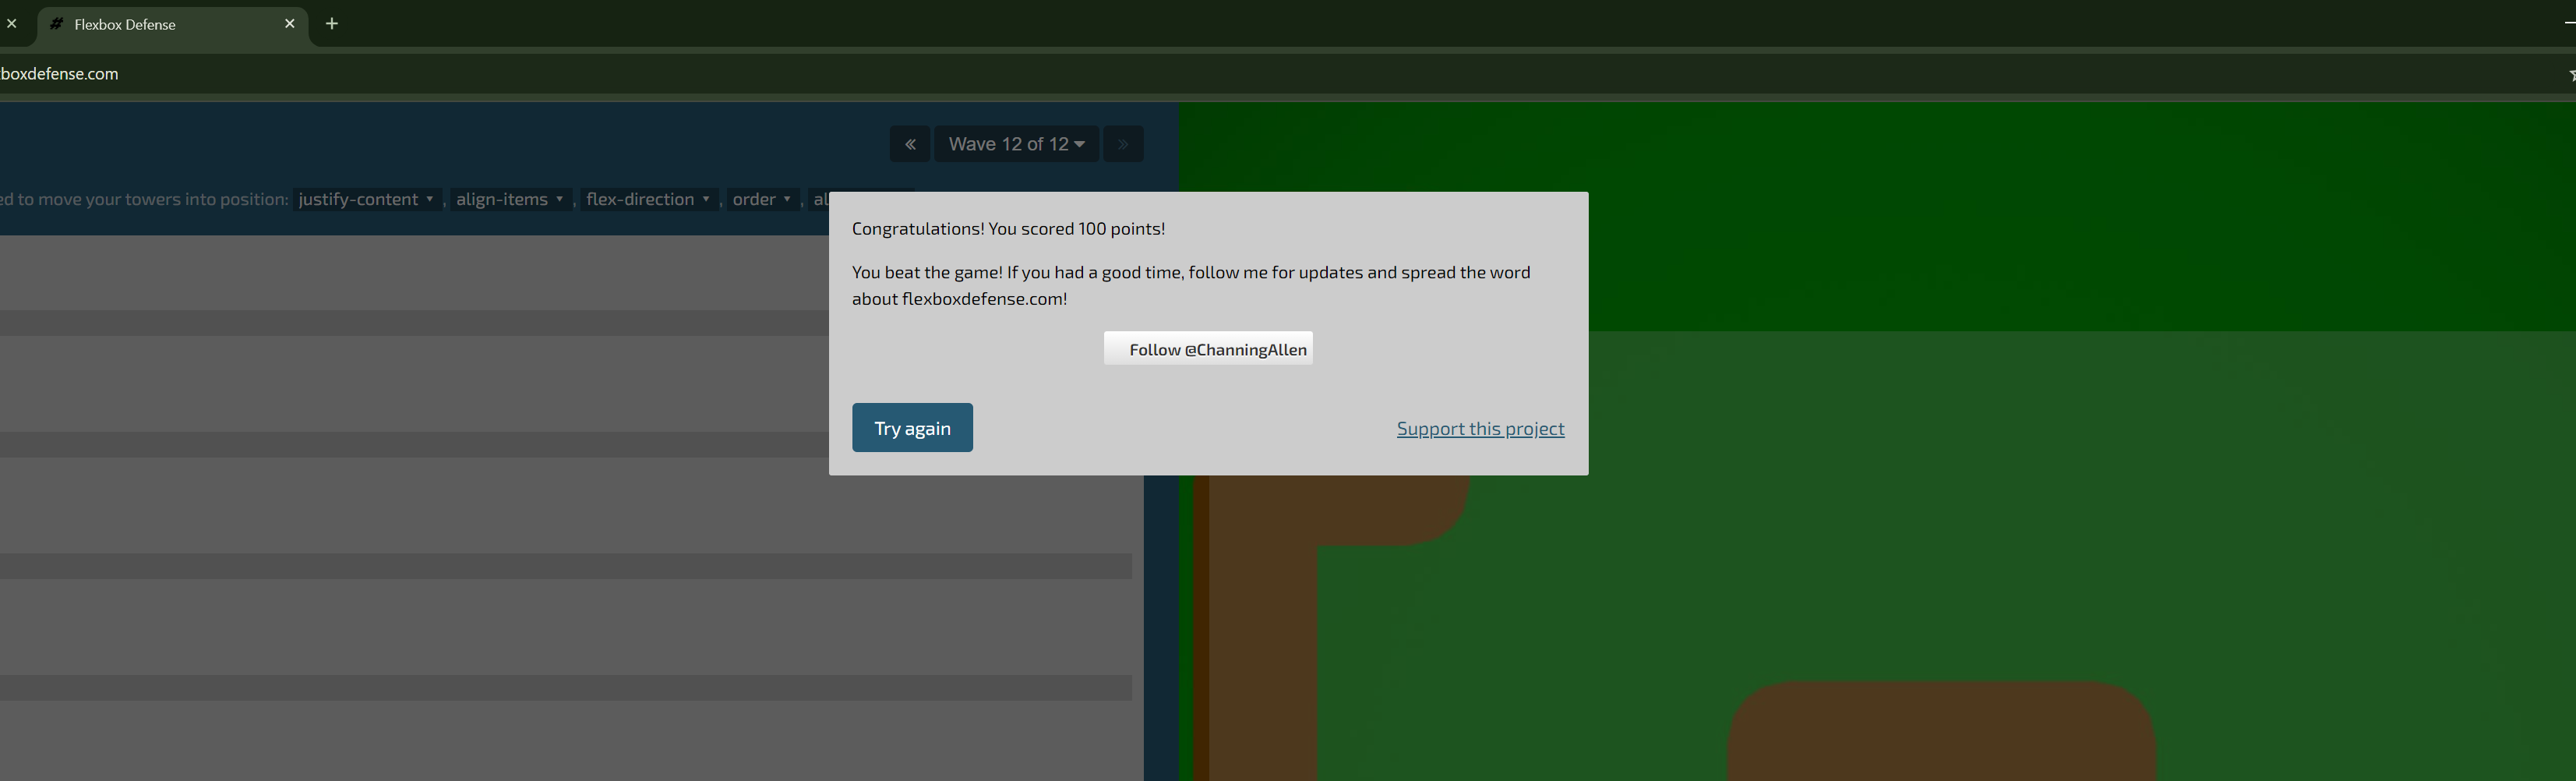 Flexbox Defense
boxdefense.com
Wave 12 of 12
ed to move your towers into position: justify-content , align-items , flex-direction , order , al
Congratulations! You scored 100 points!
You beat the game! If you had a good time, follow me for updates and spread the word
about flexboxdefense.com!
Follow @ChanningAllen
Try again
Support this project